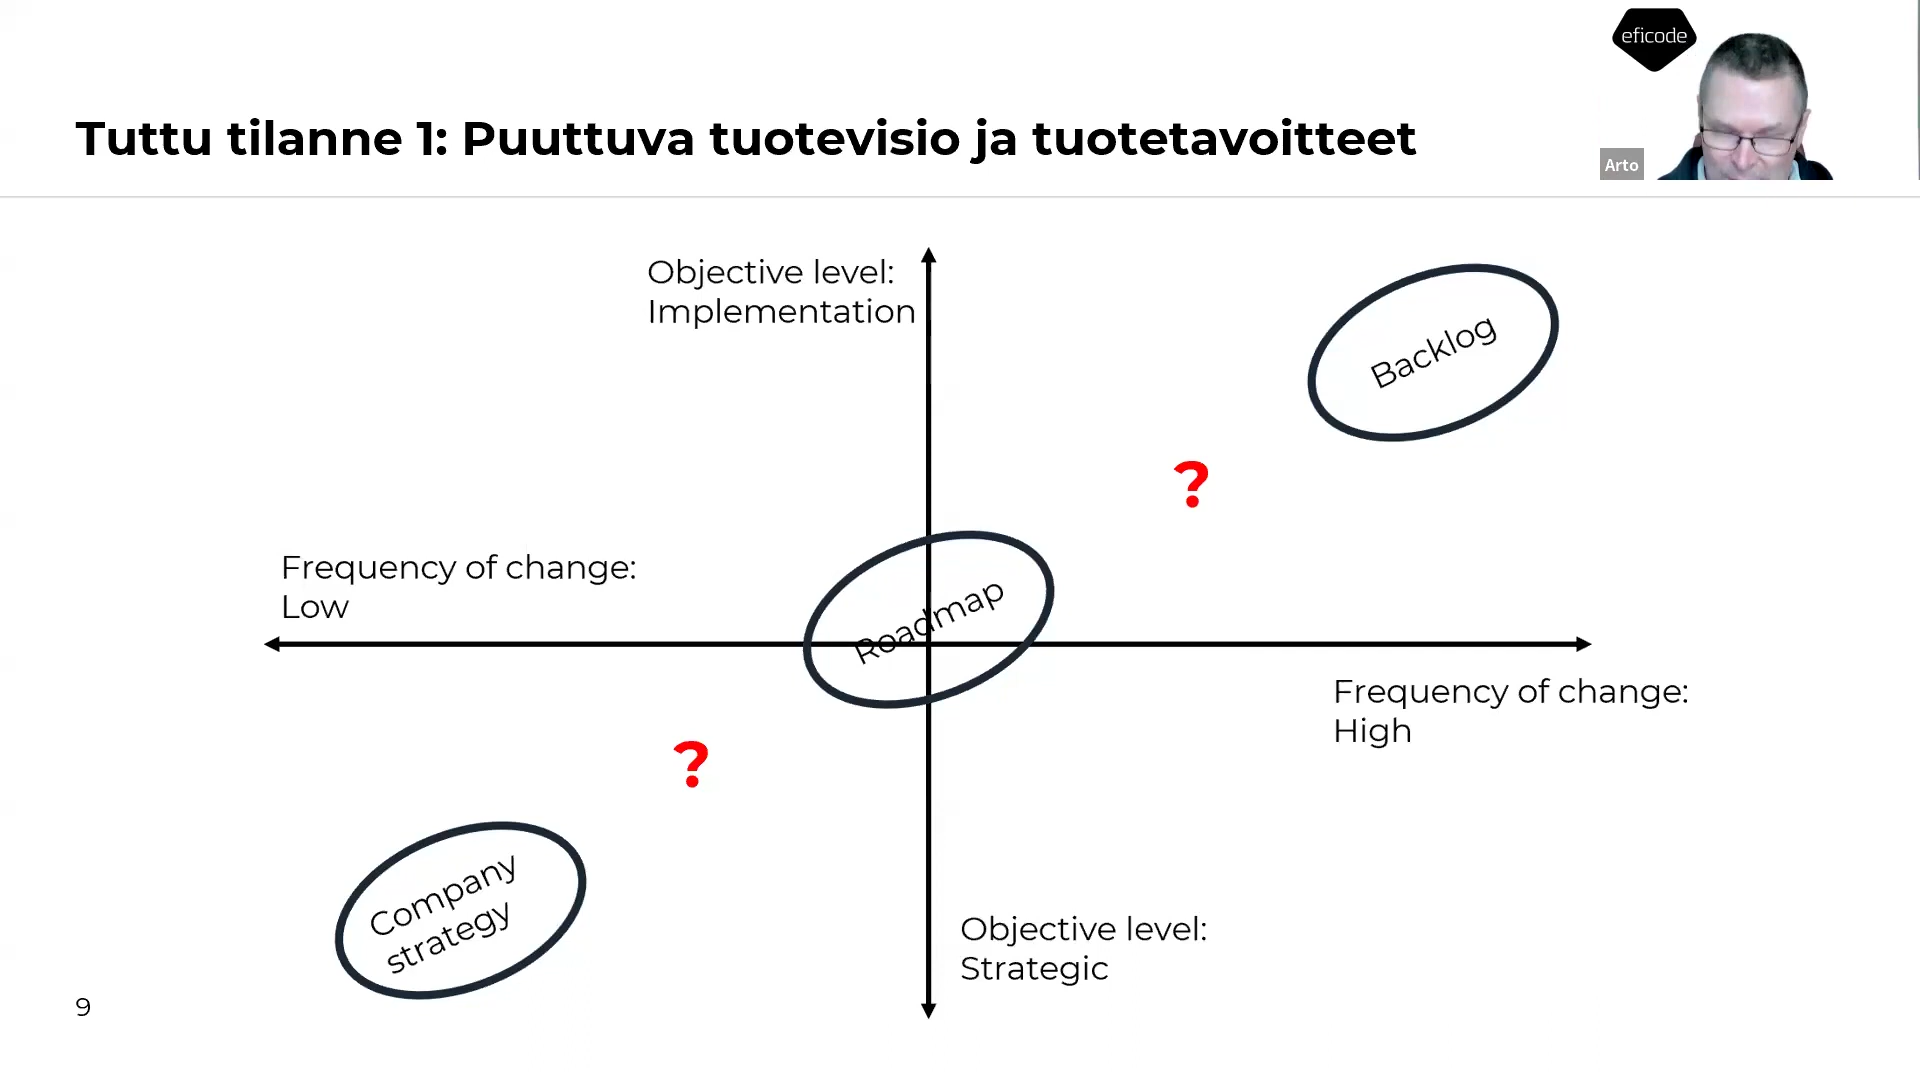 eficode
Tuttu tilanne 1: Puuttuva tuotevisio ja tuotetavoitteet
Arto
Objective level:
Implementation
Backlog
?
Frequency of change:
Low
Roadmap
Frequency of change:
High
?
Company
strategy
Objective level:
Strategic
9